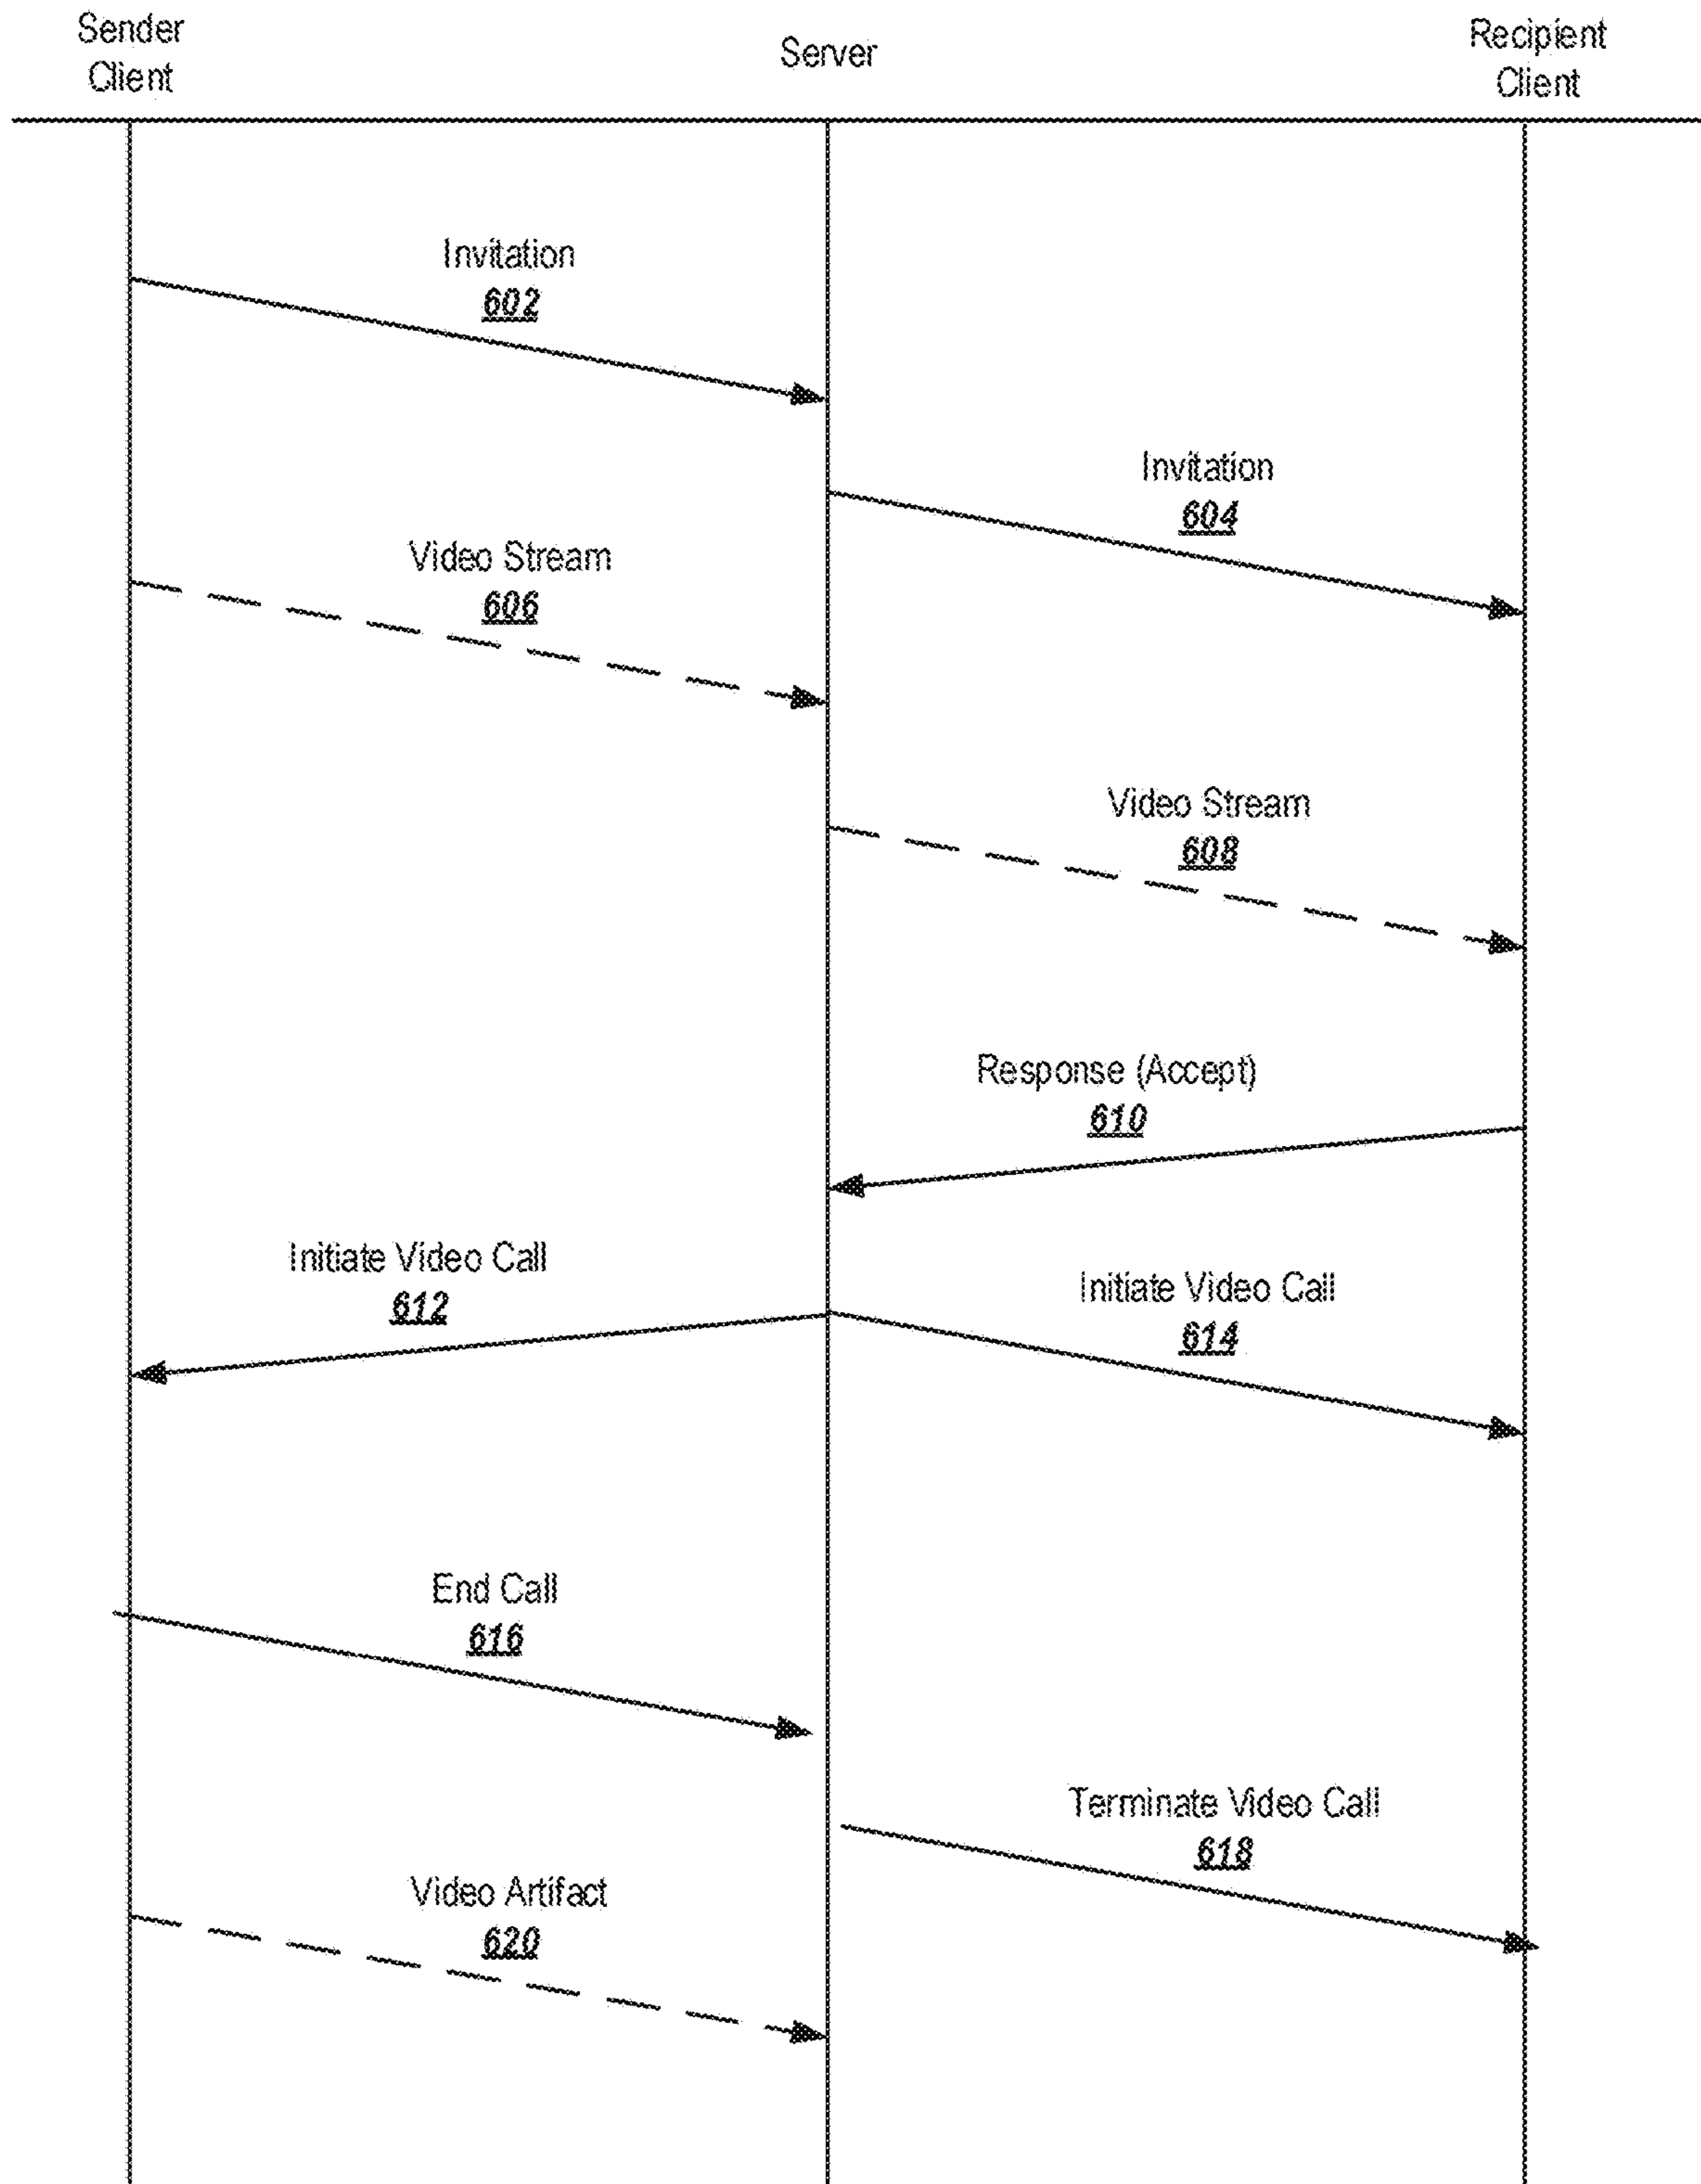 Sender
Client
Server
Recipient
Client
Invitation
602
Invitation
604
Video Stream
606
Video Stream
608
Response (Accept)
610
Initiate Video Call
612
Initiate Video Call
614
End Call
616
Terminate Video Call
618
Video Artifact
620